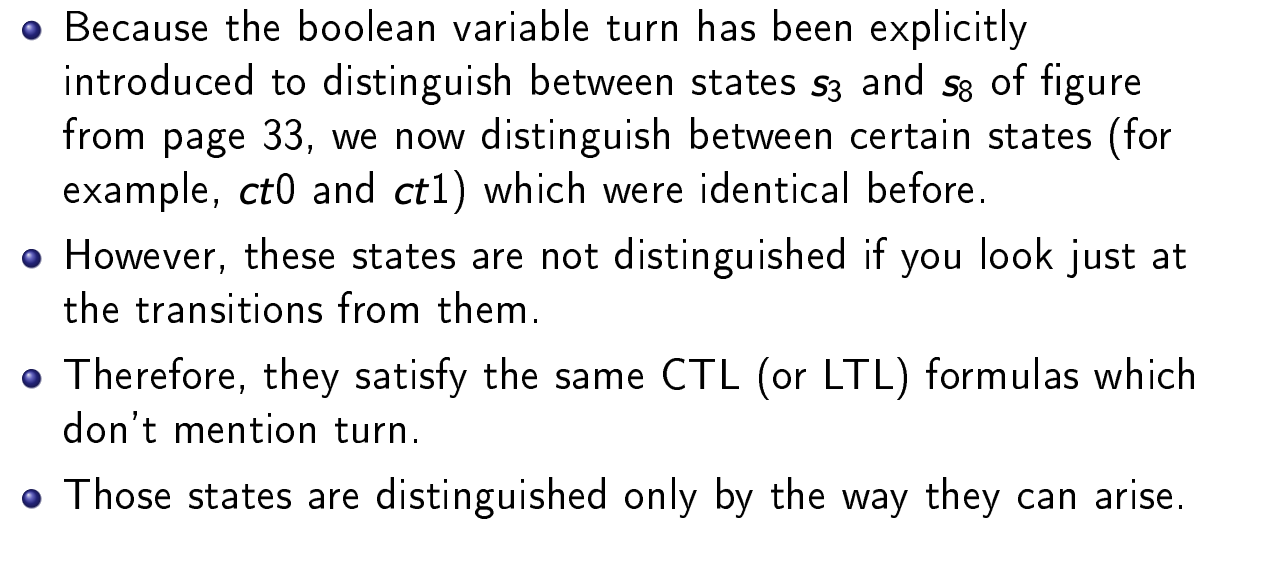 Because the boolean variable turn has been explicitly
introduced to distinguish between states s₃ and s₈ of figure
from page 33, we now distinguish between certain states (for
example, ct0 and ct1) which were identical before.
However, these states are not distinguished if you look just at
the transitions from them.
Therefore, they satisfy the same CTL (or LTL) formulas which
don't mention turn.
Those states are distinguished only by the way they can arise.